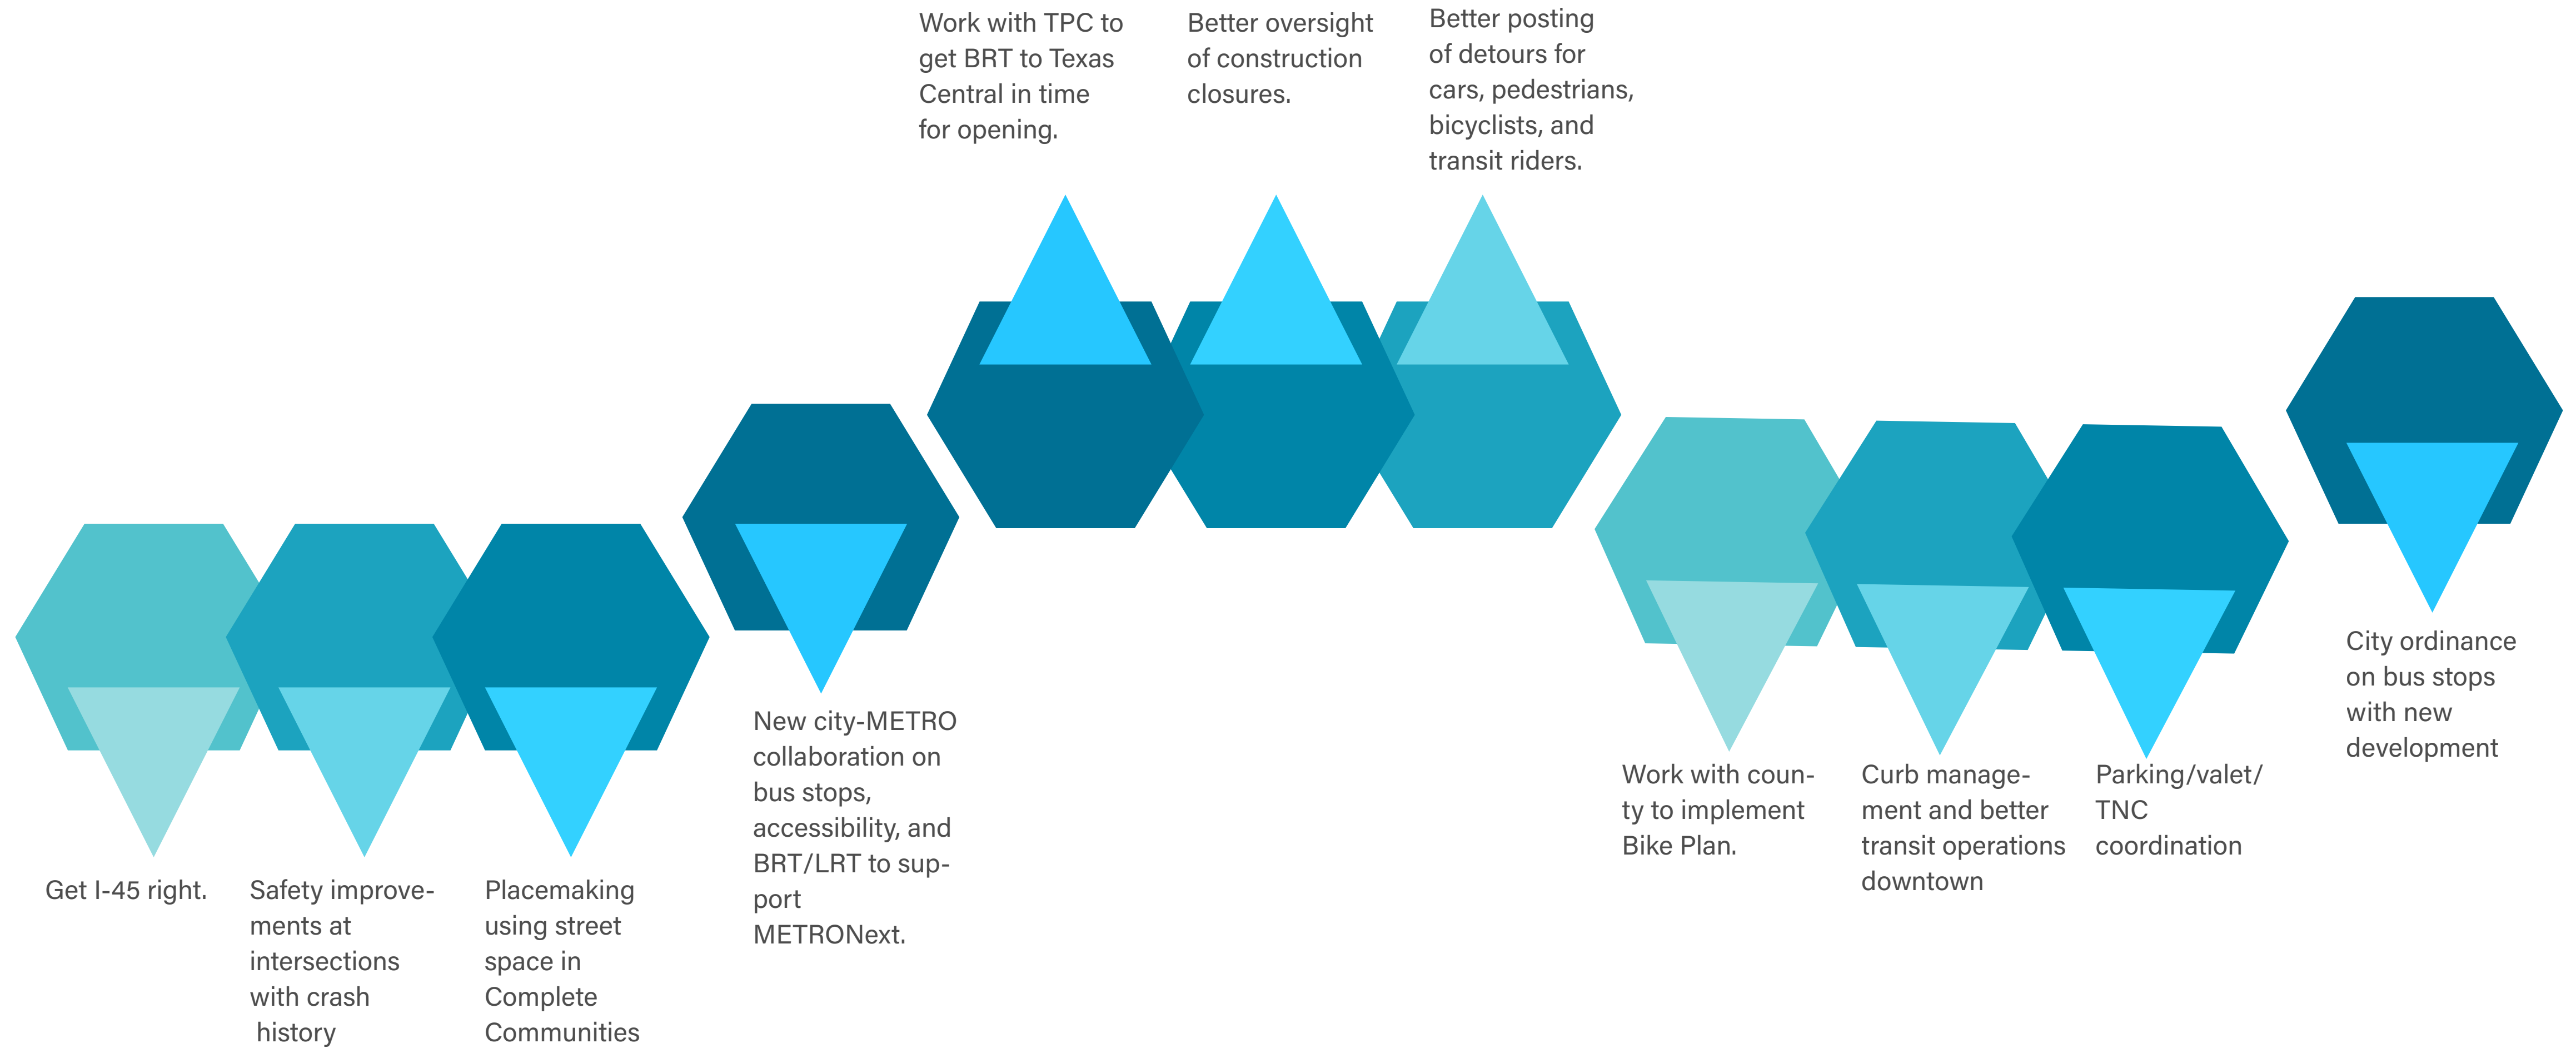 Work with TPC to
get BRT to Texas
Central in time
for opening.
Better oversight
of construction
closures.
Better posting
of detours for
cars, pedestrians,
bicyclists, and
transit riders.
Get I-45 right.
Safety improve-
ments at
intersections
with crash
history
Placemaking
using street
space in
Complete
Communities
New city-METRO
collaboration on
bus stops,
accessibility, and
BRT/LRT to sup-
port
METRONext.
Work with coun-
ty to implement
Bike Plan.
Curb manage-
ment and better
transit operations
downtown
Parking/valet/
TNC
coordination
City ordinance
on bus stops
with new
development